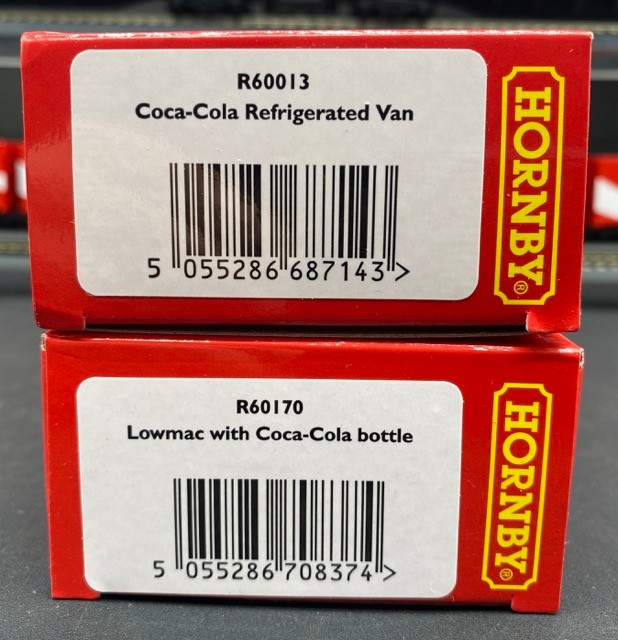 R60013
Coca-Cola Refrigerated Van
5 055286 687143 >
HORNBY®
R60170
Lowmac with Coca-Cola bottle
5 055286 708374 >
HORNBY®